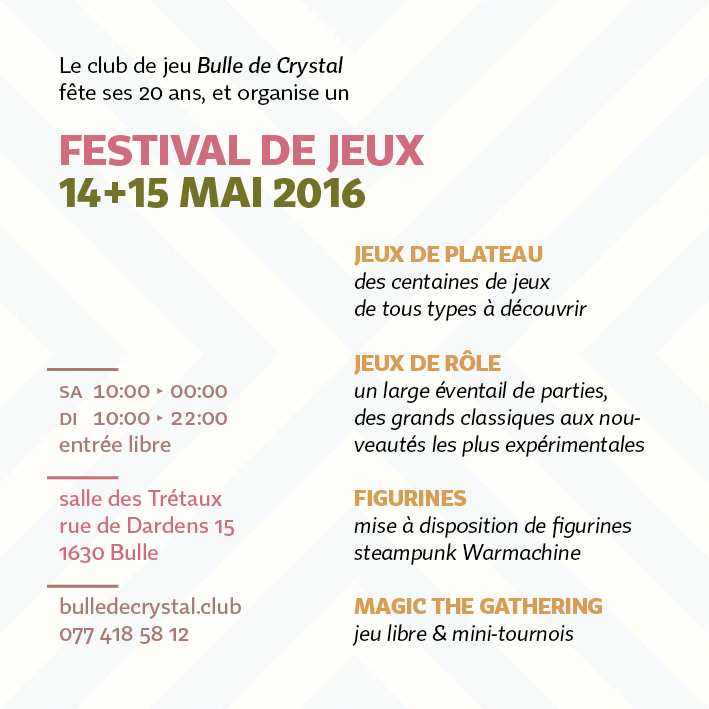 Le club de jeu Bulle de Crystal
fête ses 20 ans, et organise un
FESTIVAL DE JEUX
14+15 MAI 2016
JEUX DE PLATEAU
des centaines de jeux
de tous types à découvrir
JEUX DE RÔLE
un large éventail de parties,
des grands classiques aux nou-
veautés les plus expérimentales
FIGURINES
mise à disposition de figurines
steampunk Warmachine
MAGIC THE GATHERING
jeu libre & mini-tournois
SA 10:00 ‣ 00:00
DI 10:00 ‣ 22:00
entrée libre
salle des Trétaux
rue de Dardens 15
1630 Bulle
bulledecrystal.club
077 418 58 12